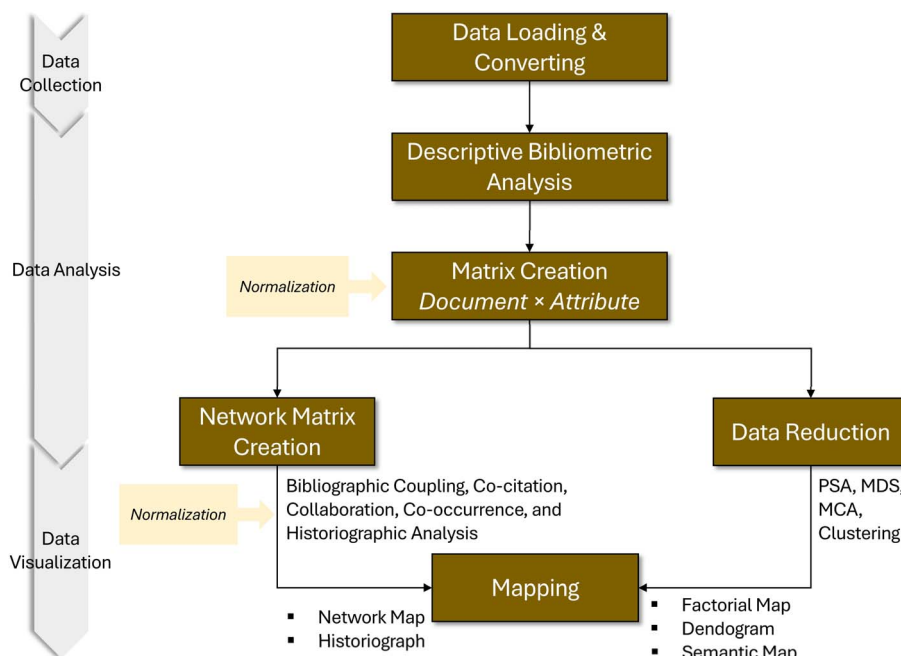 Data
Collection
Data Loading &
Converting
Descriptive Bibliometric
Analysis
Data Analysis
Normalization
Matrix Creation
Document × Attribute
Network Matrix
Creation
Data Reduction
Bibliographic Coupling, Co-citation,
Collaboration, Co-occurrence, and
Historiographic Analysis
PSA, MDS,
MCA,
Clustering
Normalization
Data
Visualization
Mapping
▪ Network Map
▪ Historiograph
▪ Factorial Map
▪ Dendogram
▪ Semantic Map